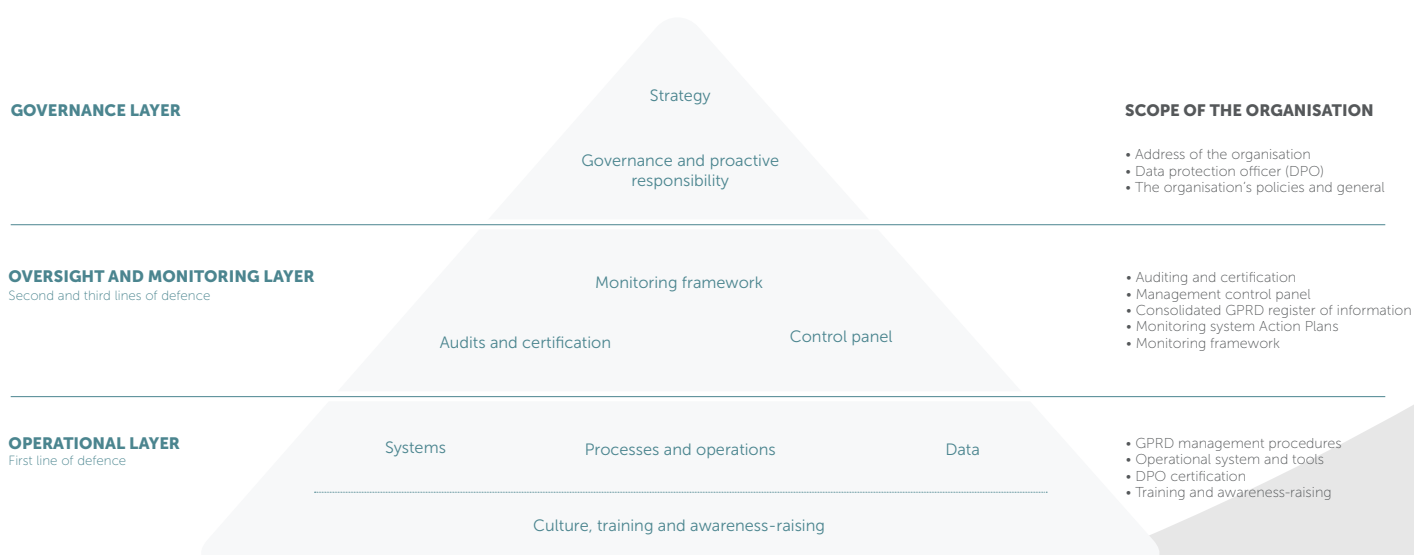 GOVERNANCE LAYER
Strategy
Governance and proactive
responsibility
SCOPE OF THE ORGANISATION
• Address of the organisation
• Data protection officer (DPO)
• The organisation's policies and general
OVERSIGHT AND MONITORING LAYER
Second and third lines of defence
Monitoring framework
Audits and certification
Control panel
• Auditing and certification
• Management control panel
• Consolidated GPRD register of information
• Monitoring system Action Plans
• Monitoring framework
OPERATIONAL LAYER
First line of defence
Systems
Processes and operations
Data
Culture, training and awareness-raising
• GPRD management procedures
• Operational system and tools
• DPO certification
• Training and awareness-raising